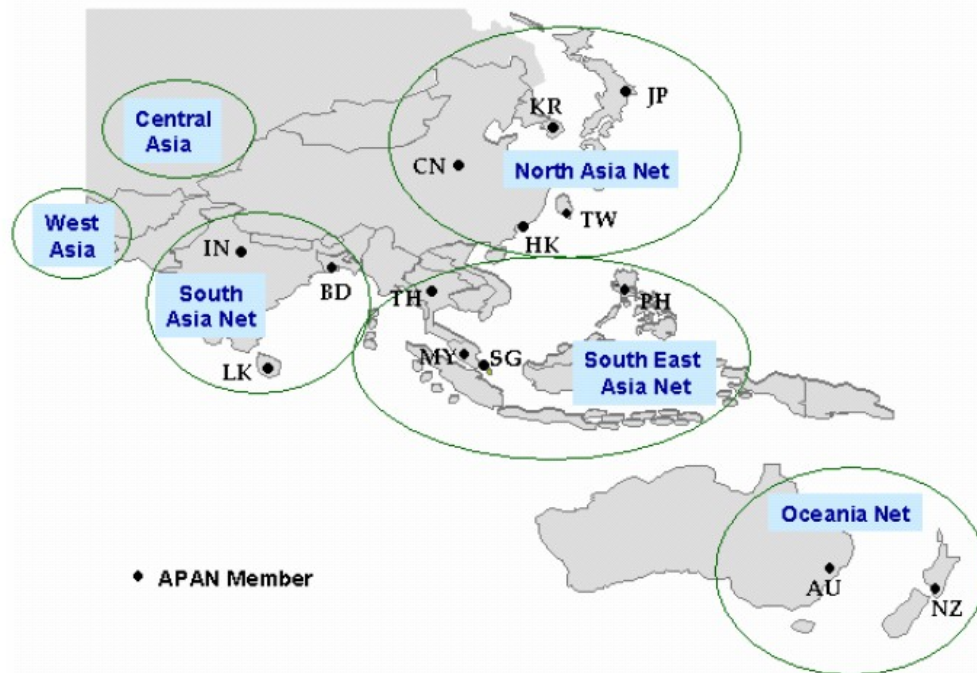 JP
KR
Central
Asia
CN
North Asia Net
TW
West
Asia
HK
IN
BD
South
Asia Net
TH
PH
MY
SG
South East
Asia Net
LK
Oceania Net
APAN Member
AU
NZ